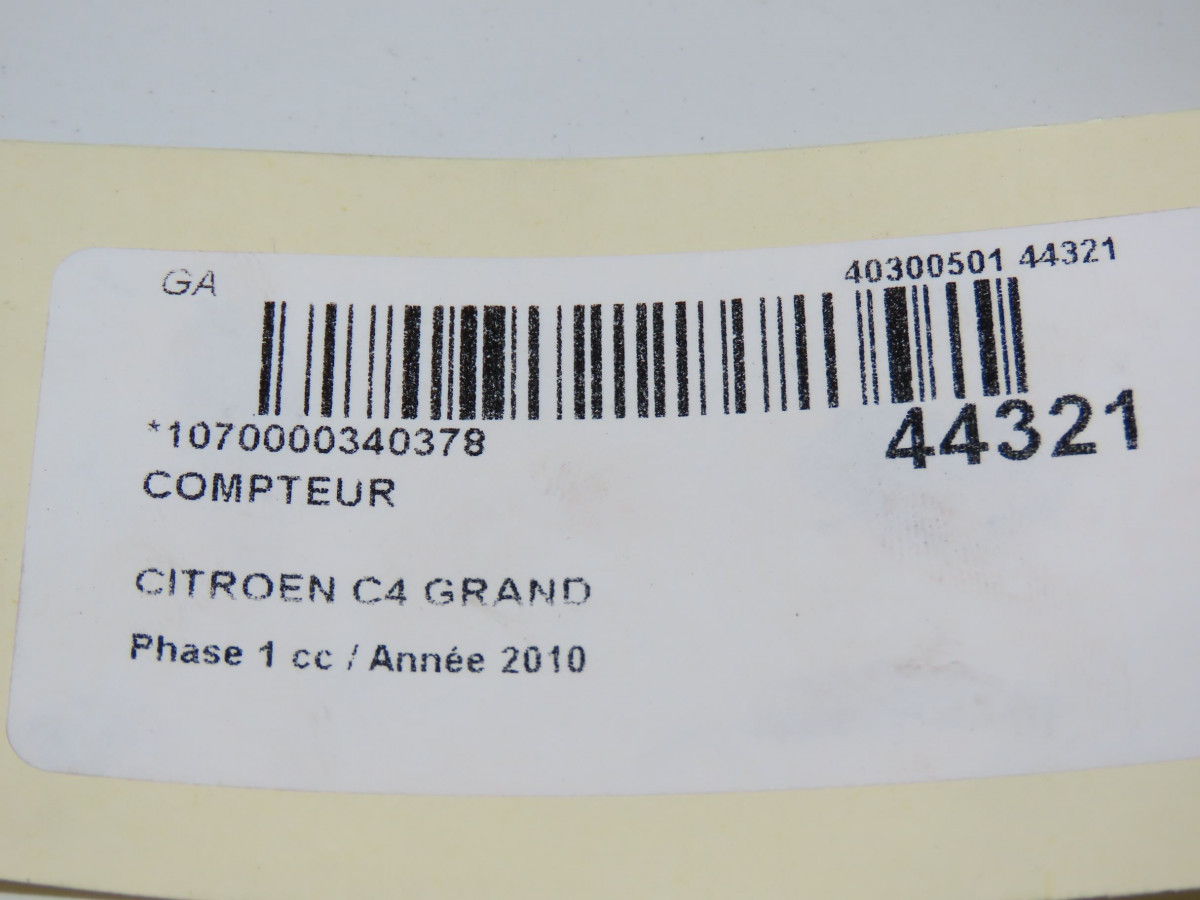 GA
40300501 44321
*1070000340378
44321
COMPTEUR
CITROEN C4 GRAND
Phase 1 cc / Année 2010